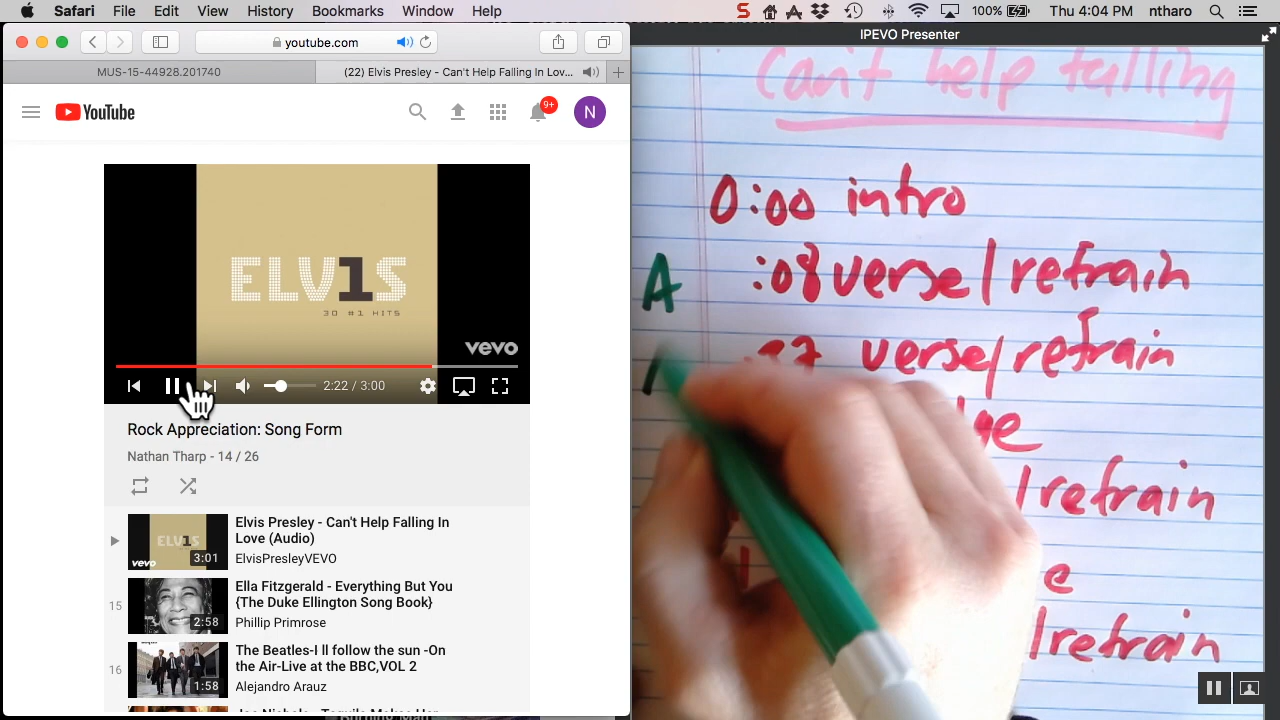 Safari File Edit View History Bookmarks Window Help 100% Thu 4:04 PM ntharo
youtube.com
MUS-15-44928.201740
(22) Elvis Presley - Can't Help Falling In Lov...
YouTube
9+
N
ELV1S
30 #1 HITS
vevo
2:22 / 3:00
Rock Appreciation: Song Form
Nathan Tharp - 14 / 26
ELV1S
vevo
3:01
Elvis Presley - Can't Help Falling In
Love (Audio)
ElvisPresleyVEVO
15
2:58
Ella Fitzgerald - Everything But You
{The Duke Ellington Song Book}
Phillip Primrose
16
1:58
The Beatles-I ll follow the sun -On
the Air-Live at the BBC,VOL 2
Alejandro Arauz
IPEVO Presenter
Can't help falling
0:00 intro
A :08 verse/refrain
verse/refrain
/refrain
/refrain